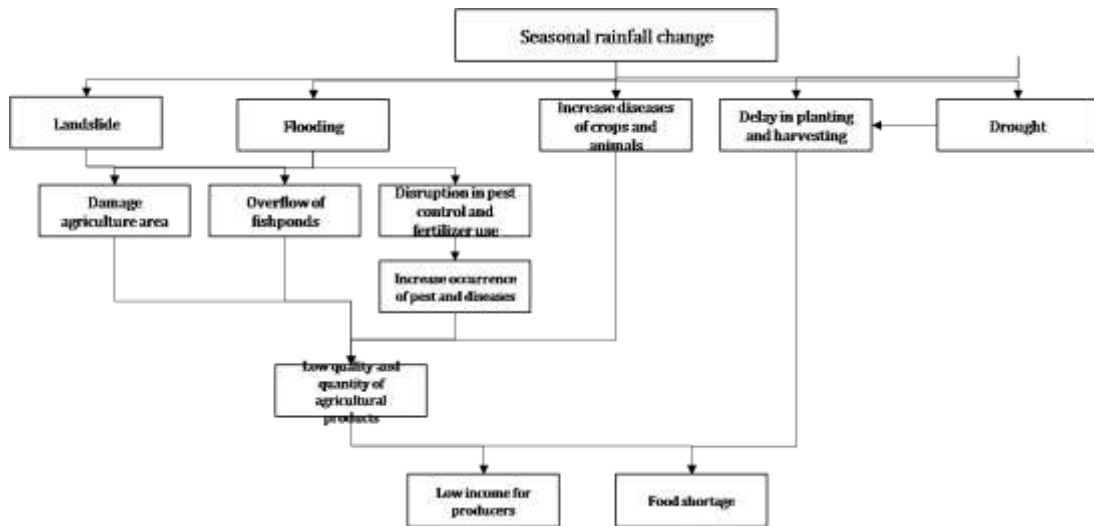 Seasonal rainfall change
Landslide
Flooding
Increase diseases
of crops and
animals
Delay in planting
and harvesting
Drought
Damage
agriculture area
Overflow of
fishponds
Disruption in pest
control and
fertilizer use
Increase occurrence
of pest and diseases
Low quality and
quantity of
agricultural
products
Low income for
producers
Food shortage